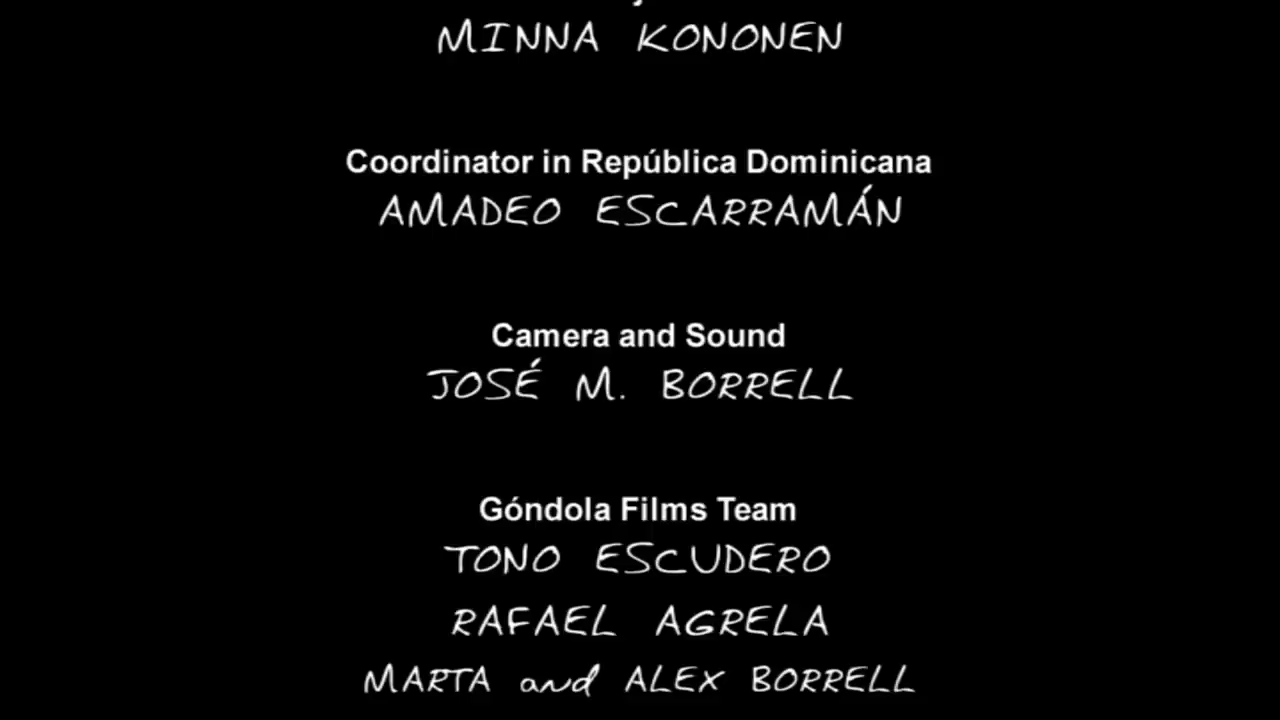 MINNA KONONEN
Coordinator in República Dominicana
AMADEO ESCARRAMÁN
Camera and Sound
JOSÉ M. BORRELL
Góndola Films Team
TONO ESCUDERO
RAFAEL AGRELA
MARTA and ALEX BORRELL